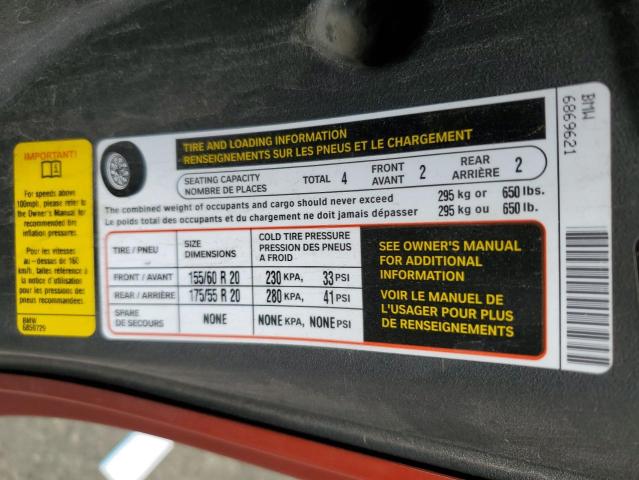 IMPORTANT!
For speeds above
100mph, please refer to
the Owner's Manual for
recommended tire
inflation pressures.
Pour les vitesses
au-dessus de 160
km/h, faites référence à
la notice d'utilisation
pour les pressions des
pneus recommandées.
BMW
6856729
TIRE AND LOADING INFORMATION
RENSEIGNEMENTS SUR LES PNEUS ET LE CHARGEMENT
SEATING CAPACITY
NOMBRE DE PLACES
TOTAL 4
FRONT
AVANT 2
REAR
ARRIÈRE 2
The combined weight of occupants and cargo should never exceed 295 kg or 650 lbs.
Le poids total des occupants et du chargement ne doit jamais dépasser 295 kg ou 650 lb.
TIRE / PNEU
SIZE
DIMENSIONS
COLD TIRE PRESSURE
PRESSION DES PNEUS
A FROID
FRONT / AVANT 155/60 R 20 230 KPA, 33 PSI
REAR / ARRIÈRE 175/55 R 20 280 KPA, 41 PSI
SPARE
DE SECOURS
NONE NONE KPA, NONE PSI
SEE OWNER'S MANUAL
FOR ADDITIONAL
INFORMATION
VOIR LE MANUEL DE
L'USAGER POUR PLUS
DE RENSEIGNEMENTS
BMW
6869621